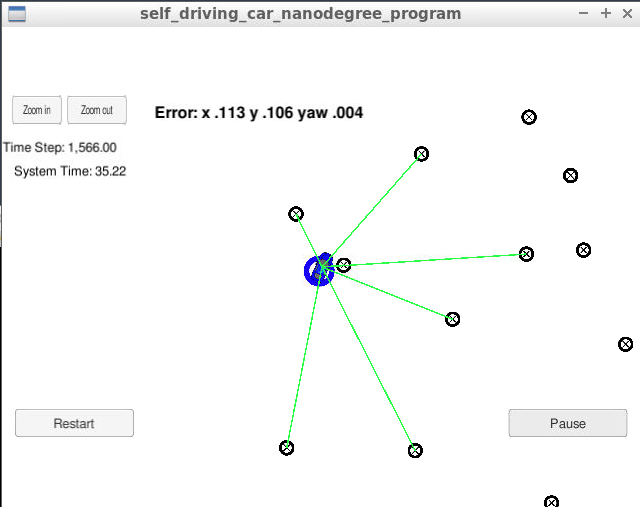 self_driving_car_nanodegree_program
Zoom in
Zoom out
Error: x .113 y .106 yaw .004
Time Step: 1,566.00
System Time: 35.22
Restart
Pause